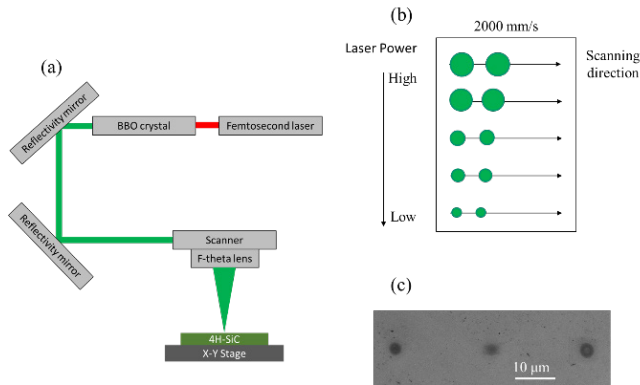 (a)
Reflectivity mirror
BBO crystal
Femtosecond laser
Reflectivity mirror
Scanner
F-theta lens
4H-SiC
X-Y Stage
(b)
2000 mm/s
Laser Power
High
Low
Scanning
direction
(c)
10 μm